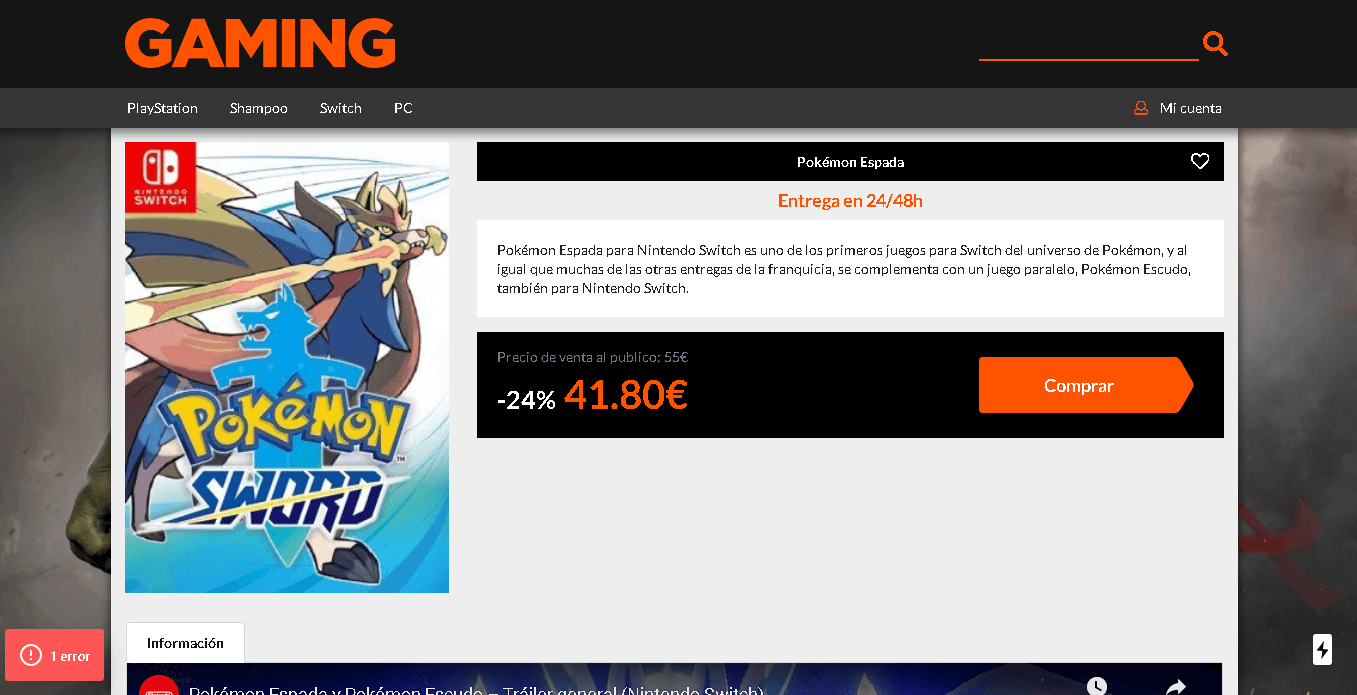 GAMING
PlayStation Shampoo Switch PC Mi cuenta
NINTENDO
SWITCH
POKéMON
TM
SWORD
Pokémon Espada
Entrega en 24/48h
Pokémon Espada para Nintendo Switch es uno de los primeros juegos para Switch del universo de Pokémon, y al
igual que muchas de las otras entregas de la franquicia, se complementa con un juego paralelo, Pokémon Escudo,
también para Nintendo Switch.
Precio de venta al publico: 55€
-24% 41.80€
Comprar
Información
1 error
Pokémon Espada y Pokémon Escudo – Tráiler general (Nintendo Switch)